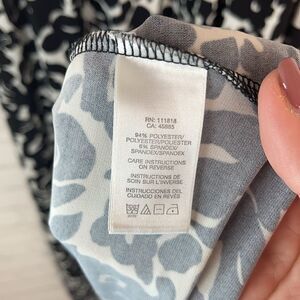 RN: 111818
CA: 45885
94% POLYESTER/
POLYESTER/POLIESTER
6% SPANDEX/
SPANDEX/SPANDEX
CARE INSTRUCTIONS
ON REVERSE
INSTRUCTIONS DE
SOIN SUR L'INVERSE
INSTRUCCIONES DEL
CUIDADO EN REVÉS